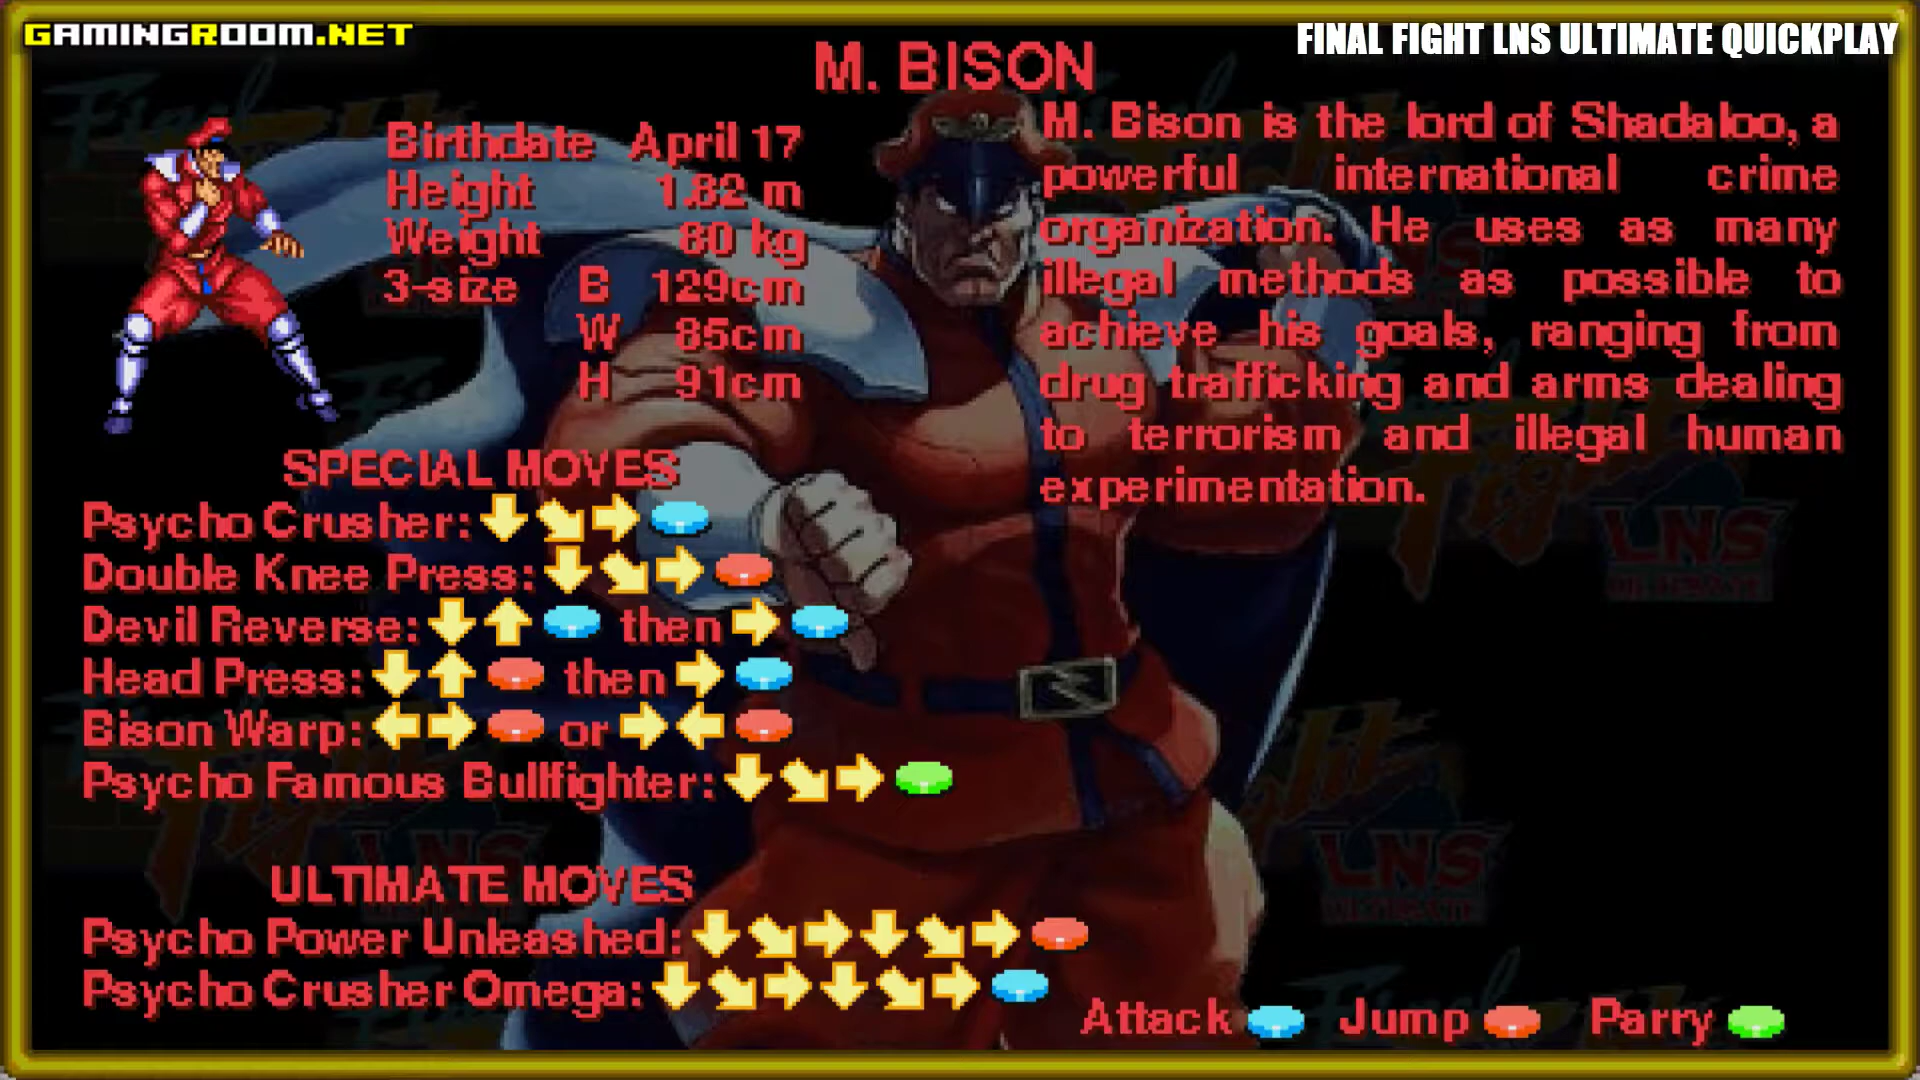 GAMINGROOM.NET
FINAL FIGHT LNS ULTIMATE QUICKPLAY
M. BISON
Birthdate April 17
Height 1.82 m
Weight 80 kg
3-size B 129cm
W 85cm
H 91cm
M. Bison is the lord of Shadaloo, a
powerful international crime
organization. He uses as many
illegal methods as possible to
achieve his goals, ranging from
drug trafficking and arms dealing
to terrorism and illegal human
experimentation.
SPECIAL MOVES
Psycho Crusher:
Double Knee Press:
Devil Reverse: then
Head Press: then
Bison Warp: or
Psycho Famous Bullfighter:
ULTIMATE MOVES
Psycho Power Unleashed:
Psycho Crusher Omega:
Attack Jump Parry
LNS
LNS
LNS